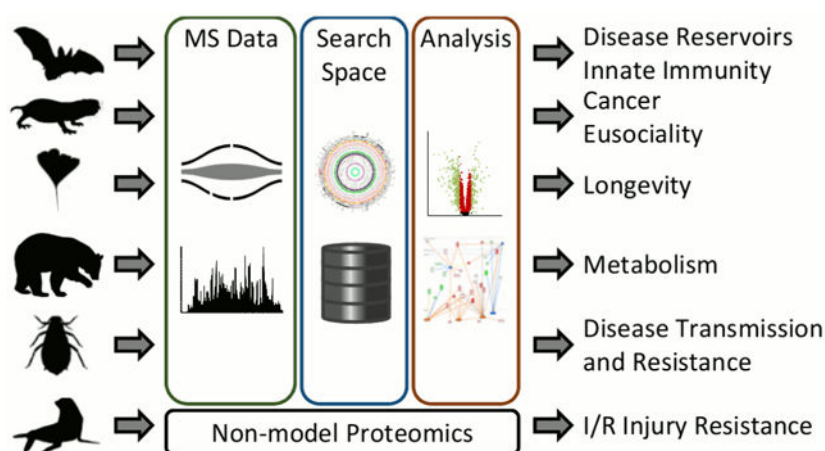 MS Data
Search
Space
Analysis
Disease Reservoirs
Innate Immunity
Cancer
Eusociality
Longevity
Metabolism
Disease Transmission
and Resistance
Non-model Proteomics
I/R Injury Resistance